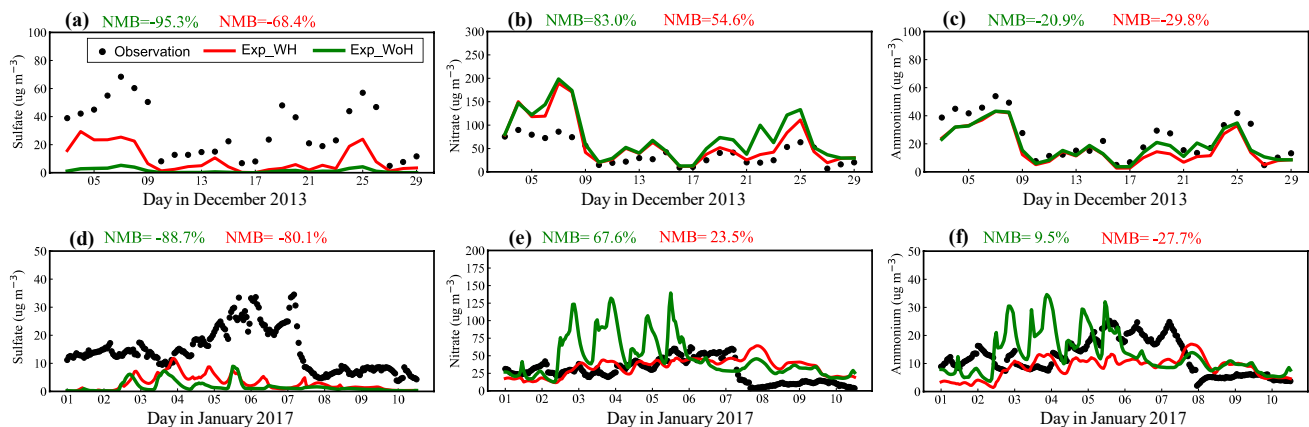 (a) NMB=-95.3% NMB=-68.4%
Observation Exp_WH Exp_WoH
Sulfate (ug m⁻³)
100
80
60
40
20
0
05 09 13 17 21 25 29
Day in December 2013
(b) NMB=83.0% NMB=54.6%
Nitrate (ug m⁻³)
300
250
200
150
100
50
0
05 09 13 17 21 25 29
Day in December 2013
(c) NMB=-20.9% NMB=-29.8%
Ammonium (ug m⁻³)
100
80
60
40
20
0
05 09 13 17 21 25 29
Day in December 2013
(d) NMB= -88.7% NMB= -80.1%
Sulfate (ug m⁻³)
50
40
30
20
10
0
01 02 03 04 05 06 07 08 09 10
Day in January 2017
(e) NMB= 67.6% NMB= 23.5%
Nitrate (ug m⁻³)
200
175
150
125
100
75
50
25
0
01 02 03 04 05 06 07 08 09 10
Day in January 2017
(f) NMB= 9.5% NMB= -27.7%
Ammonium (ug m⁻³)
50
40
30
20
10
0
01 02 03 04 05 06 07 08 09 10
Day in January 2017